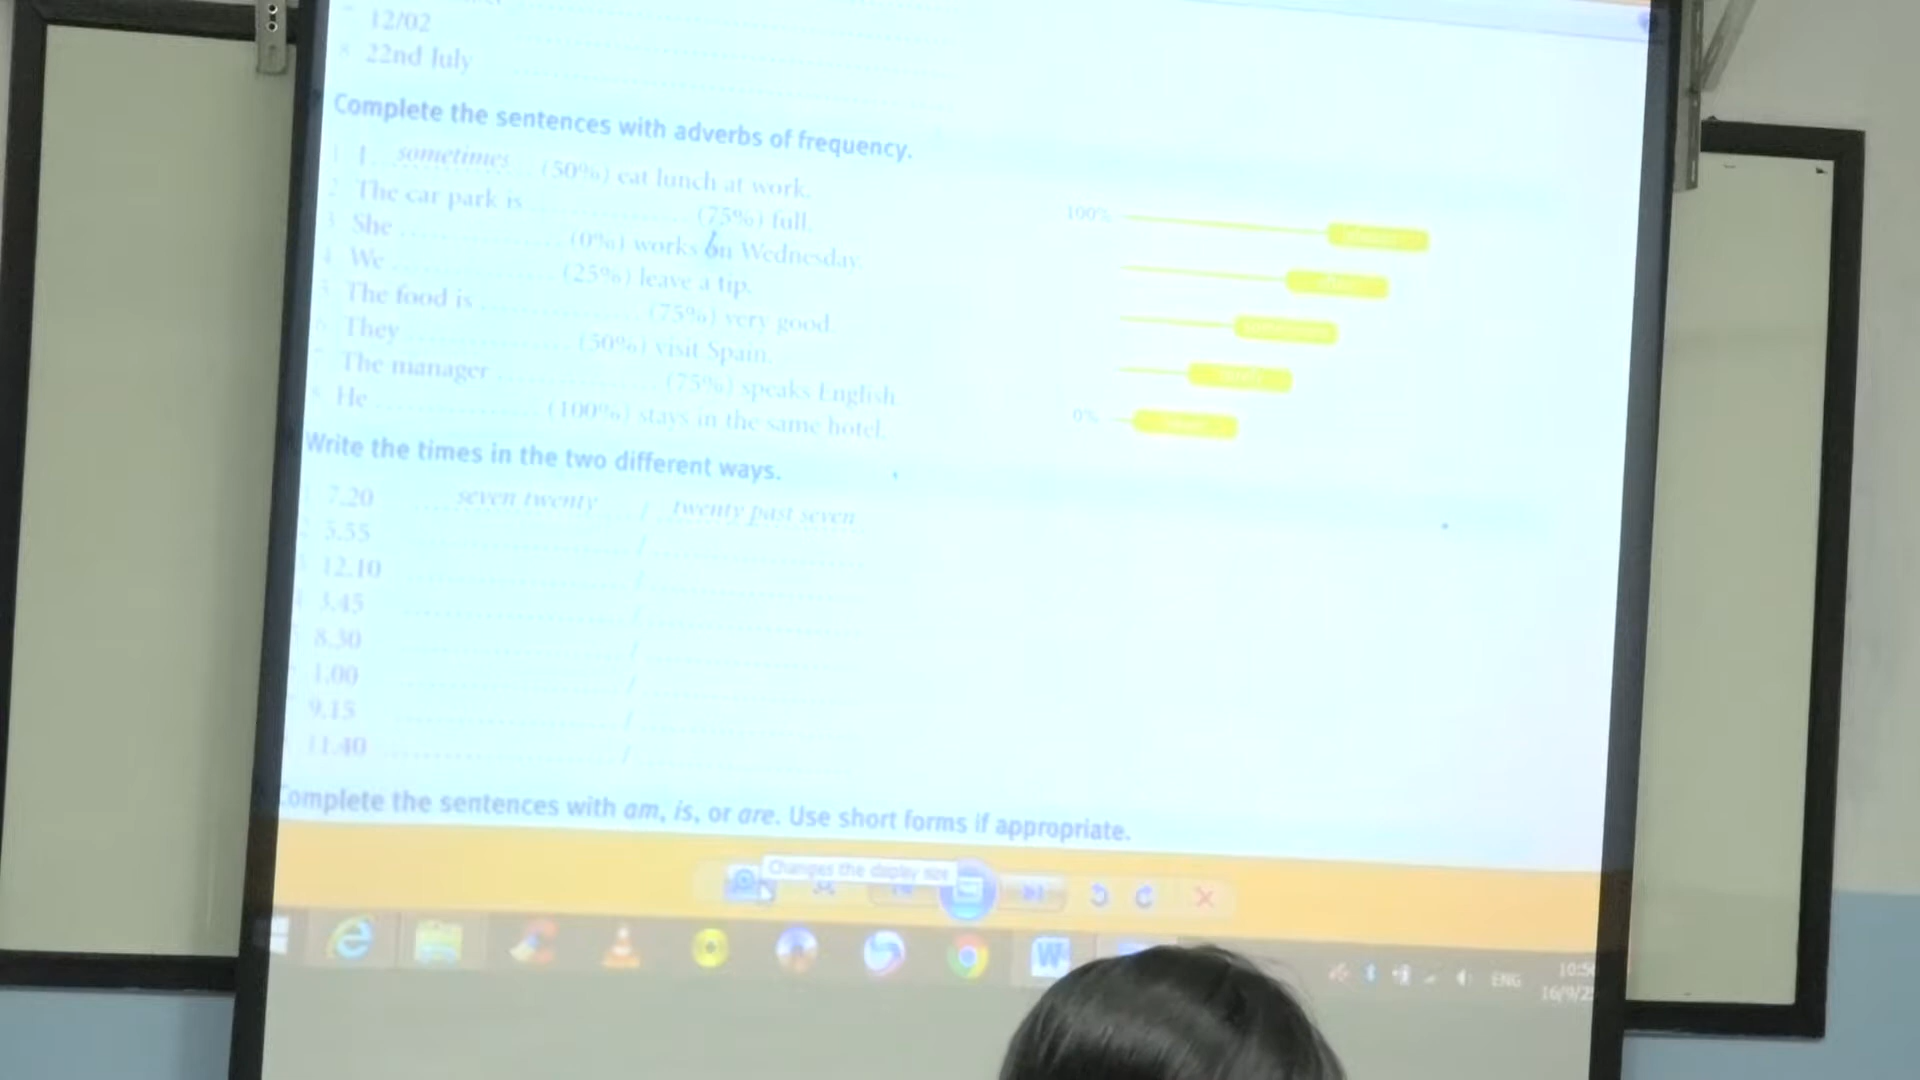 12/02
8 22nd July
Complete the sentences with adverbs of frequency.
1 I sometimes (50%) eat lunch at work.
2 The car park is (75%) full.
3 She (0%) works on Wednesday.
4 We (25%) leave a tip.
5 The food is (75%) very good.
6 They (50%) visit Spain.
7 The manager (75%) speaks English.
8 He (100%) stays in the same hotel.
100%
0%
Write the times in the two different ways.
1 7.20 seven twenty / twenty past seven
2 5.55 /
3 12.10 /
4 3.45 /
8.30 /
1.00 /
9.15 /
11.40 /
Complete the sentences with am, is, or are. Use short forms if appropriate.
Changes the display size
W
ENG